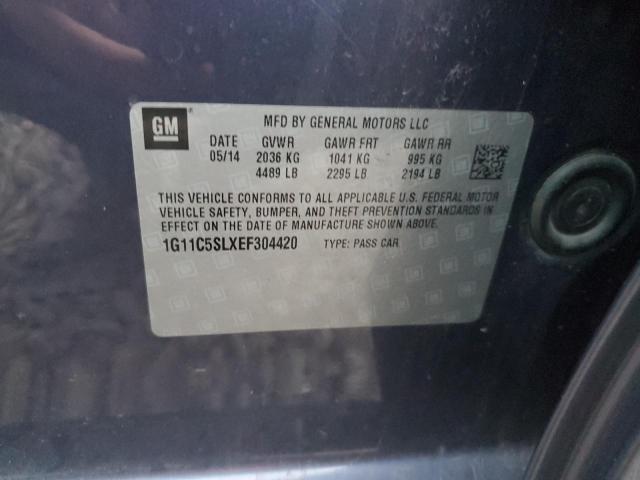 GM
MFD BY GENERAL MOTORS LLC
DATE GVWR GAWR FRT GAWR RR
05/14 2036 KG 1041 KG 995 KG
4489 LB 2295 LB 2194 LB
THIS VEHICLE CONFORMS TO ALL APPLICABLE U.S. FEDERAL MOTOR
VEHICLE SAFETY, BUMPER, AND THEFT PREVENTION STANDARDS IN
EFFECT ON THE DATE OF MANUFACTURE SHOWN ABOVE.
1G11C5SLXEF304420 TYPE: PASS CAR